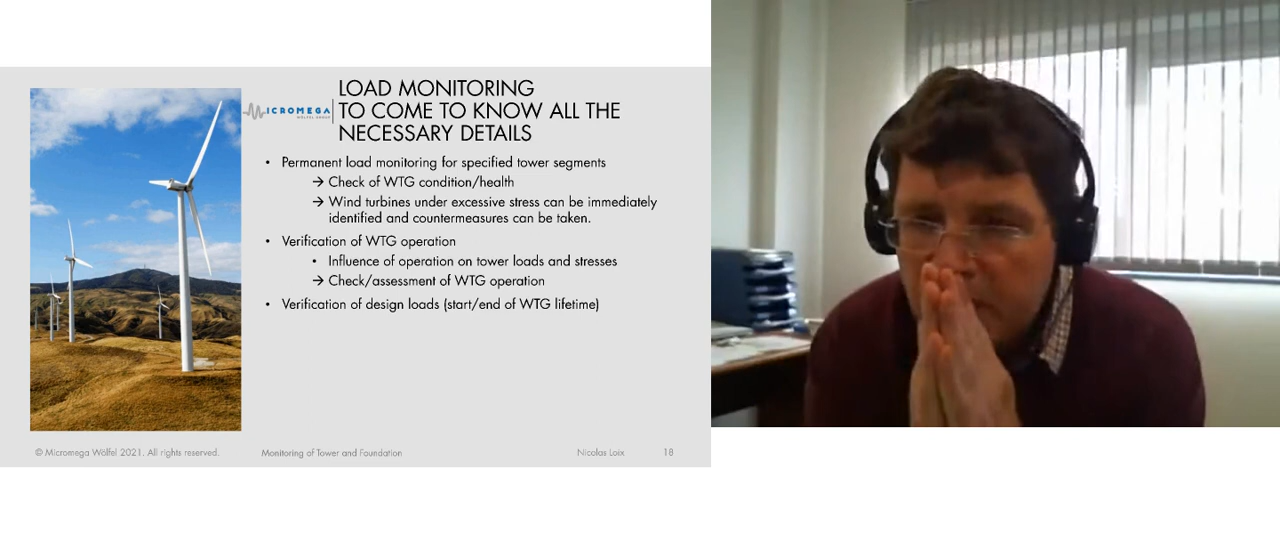 LOAD MONITORING
ICROMEGA
TO COME TO KNOW ALL THE
NECESSARY DETAILS
• Permanent load monitoring for specified tower segments
→ Check of WTG condition/health
→ Wind turbines under excessive stress can be immediately
identified and countermeasures can be taken.
• Verification of WTG operation
• Influence of operation on tower loads and stresses
→ Check/assessment of WTG operation
• Verification of design loads (start/end of WTG lifetime)
© Micromega Wölfel 2021. All rights reserved.
Monitoring of Tower and Foundation
Nicolas Loix
18